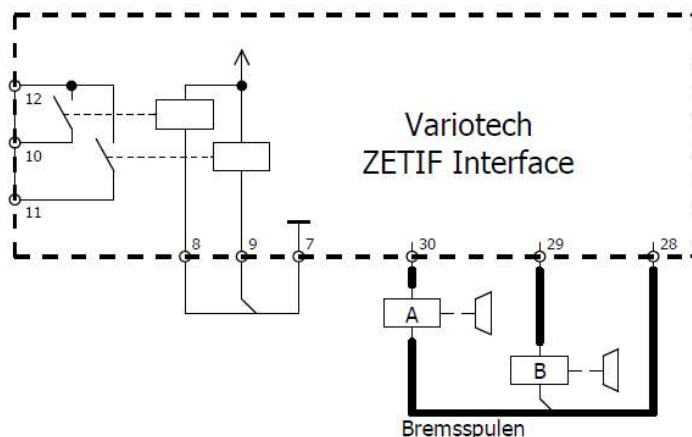 12
10
11
Variotech
ZETIF Interface
8 9 7 30 29 28
A
B
Bremsspulen